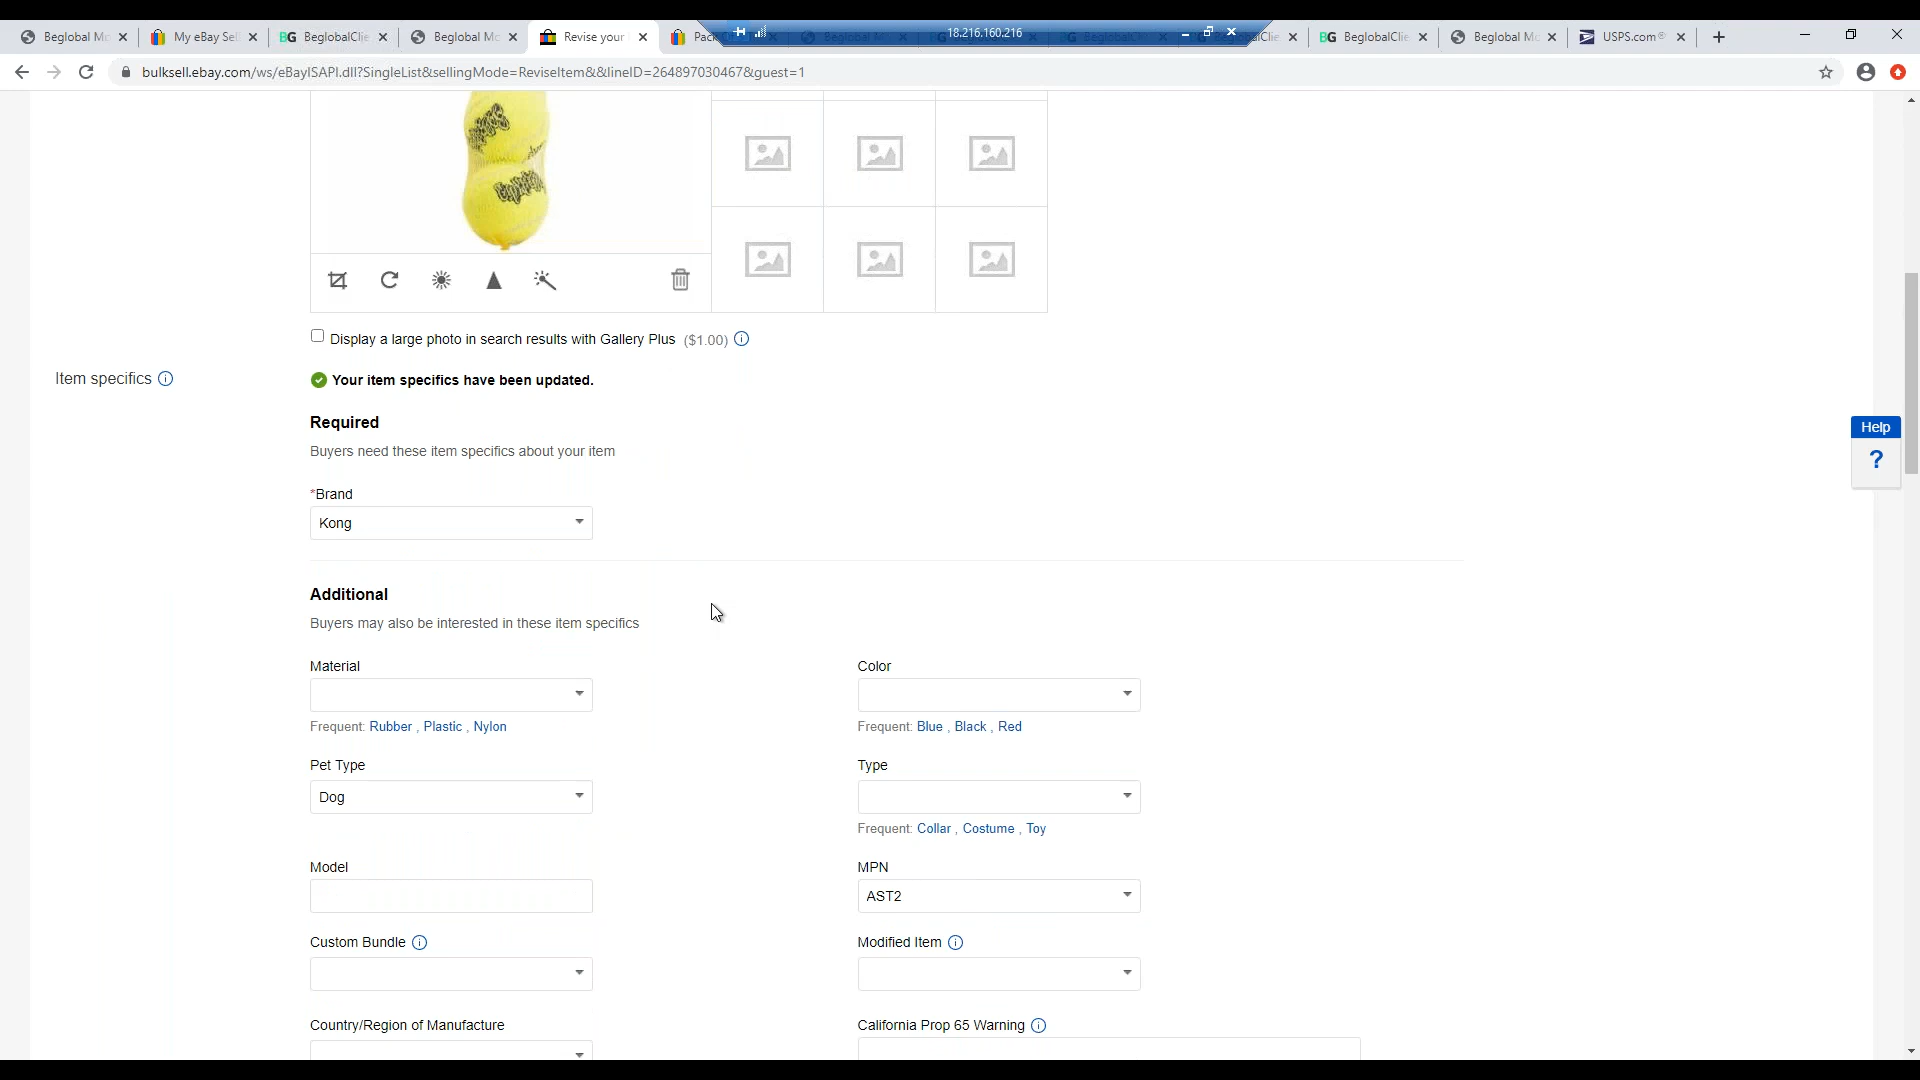 Beglobal Mo
My eBay Sel
BG BeglobalClie
Beglobal Mo
Revise your
Pack
18.216.160.216
BG BeglobalClie
Beglobal Mo
USPS.com®
bulksell.ebay.com/ws/eBayISAPI.dll?SingleList&sellingMode=ReviseItem&&lineID=264897030467&guest=1
Display a large photo in search results with Gallery Plus ($1.00)
Item specifics
Your item specifics have been updated.
Required
Help
?
Buyers need these item specifics about your item
*Brand
Kong
Additional
Buyers may also be interested in these item specifics
Material Color
Frequent: Rubber , Plastic , Nylon Frequent: Blue , Black , Red
Pet Type Type
Dog
Frequent: Collar , Costume , Toy
Model MPN
AST2
Custom Bundle Modified Item
Country/Region of Manufacture California Prop 65 Warning